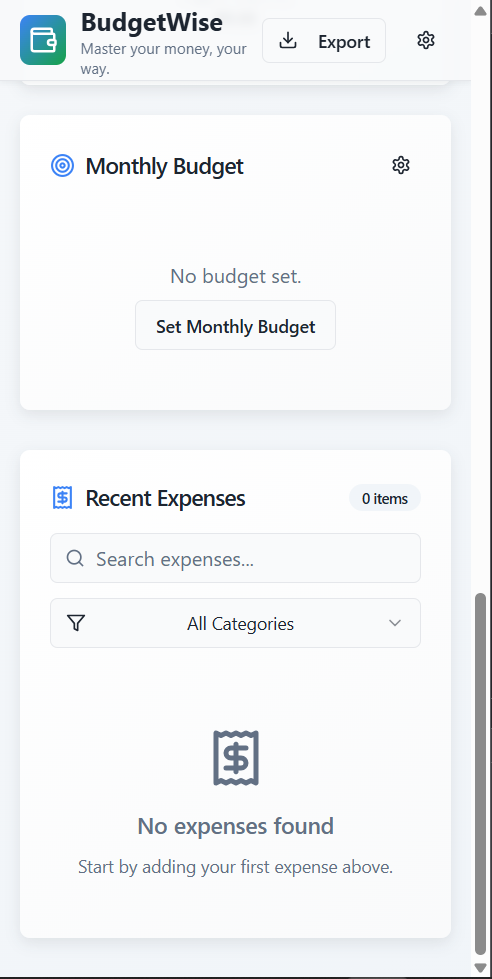 BudgetWise
Master your money, your
way.
Export
Monthly Budget
No budget set.
Set Monthly Budget
Recent Expenses
0 items
Search expenses...
All Categories
No expenses found
Start by adding your first expense above.